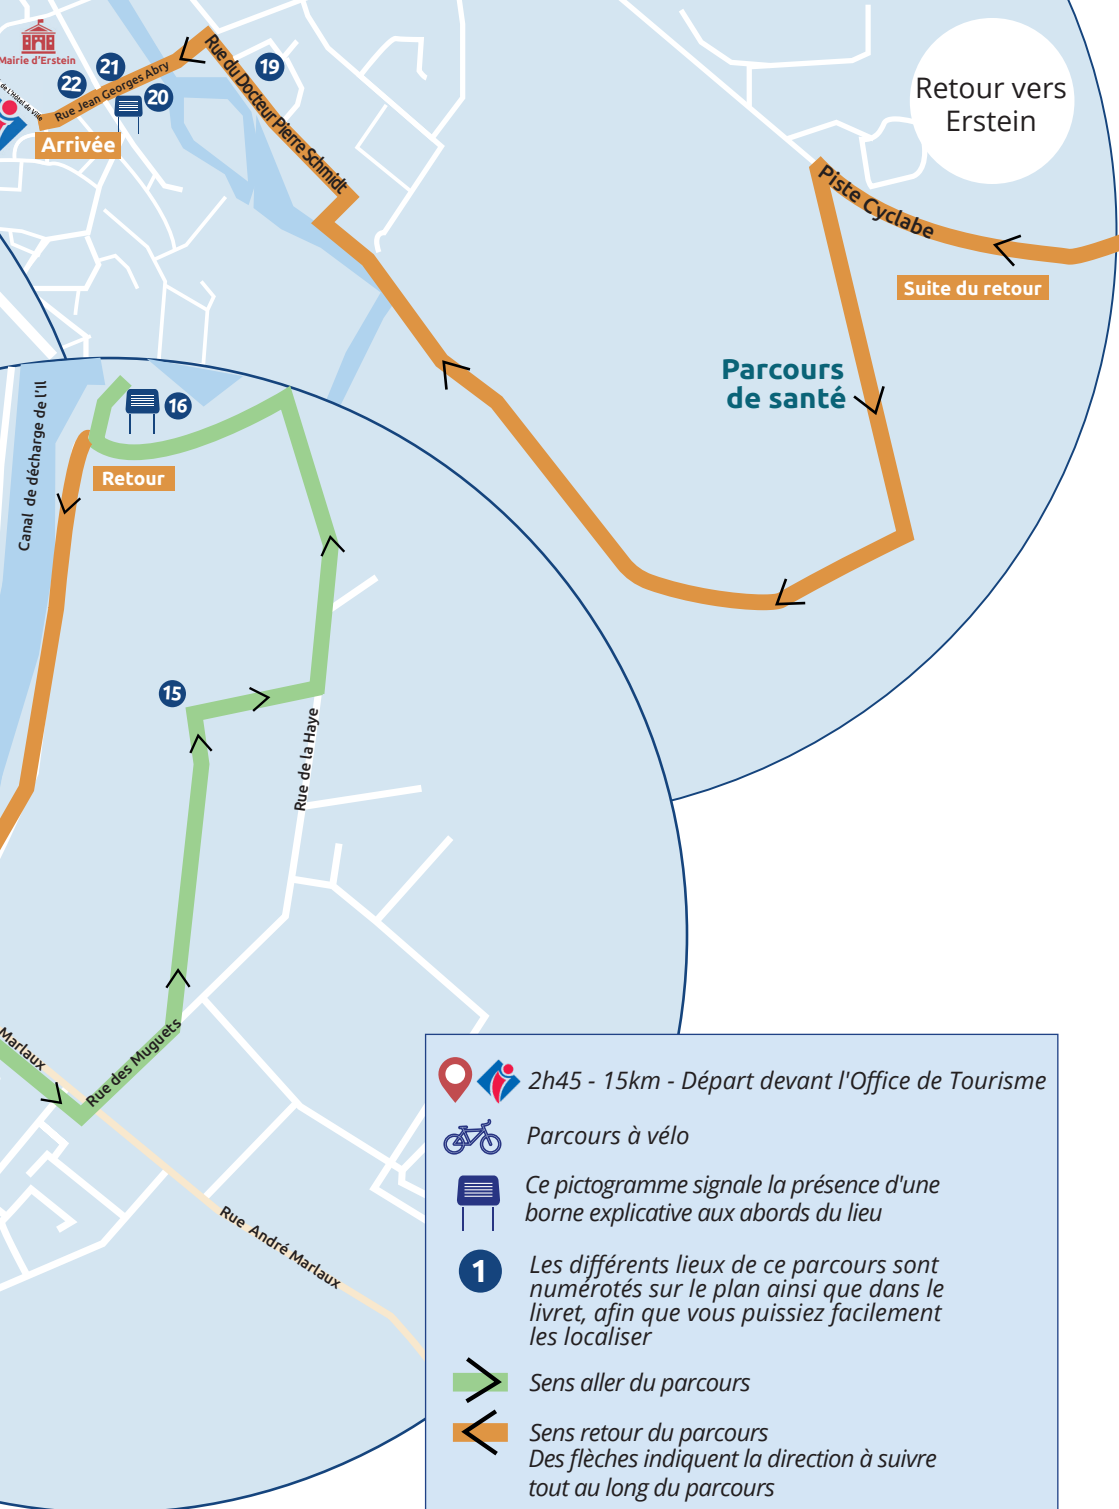 Mairie d'Erstein
de L'Hôtel de Ville
22
21
20
19
Rue Jean Georges Abry
Arrivée
Rue du Docteur Pierre Schmidt
Retour vers
Erstein
Piste Cyclabe
Suite du retour
Parcours
de santé
Canal de décharge de l'Il
16
Retour
15
Rue de la Haye
Marlaux
Rue des Muguets
Rue André Marlaux
2h45 - 15km - Départ devant l'Office de Tourisme
Parcours à vélo
Ce pictogramme signale la présence d'une
borne explicative aux abords du lieu
1
Les différents lieux de ce parcours sont
numérotés sur le plan ainsi que dans le
livret, afin que vous puissiez facilement
les localiser
Sens aller du parcours
Sens retour du parcours
Des flèches indiquent la direction à suivre
tout au long du parcours